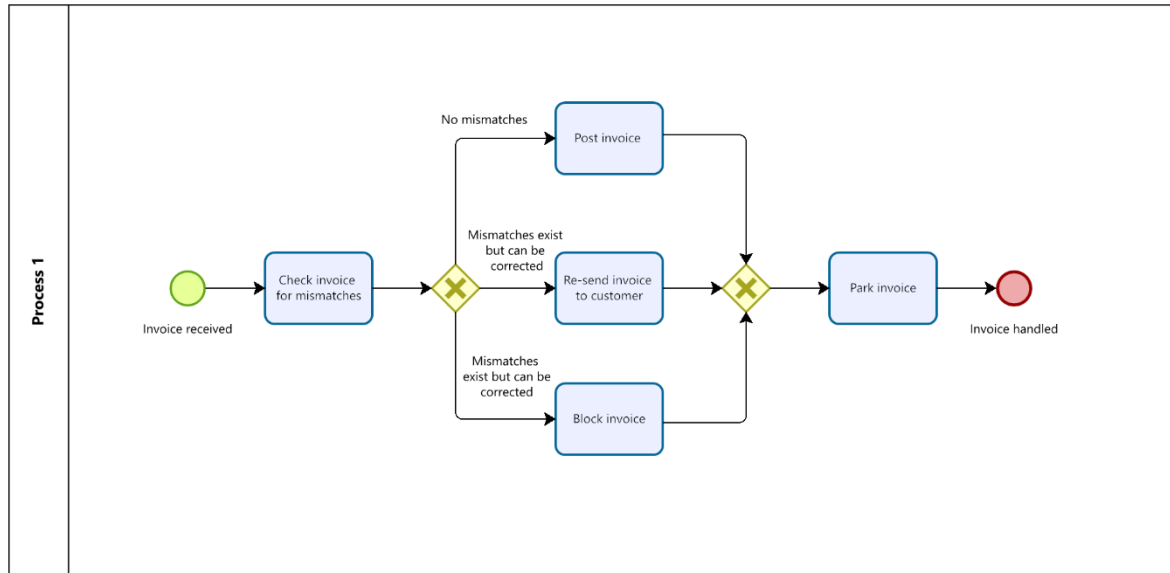 Process 1
Invoice received
Check invoice
for mismatches
No mismatches
Post invoice
Mismatches exist
but can be
corrected
Re-send invoice
to customer
Mismatches
exist but can be
corrected
Block invoice
Park invoice
Invoice handled